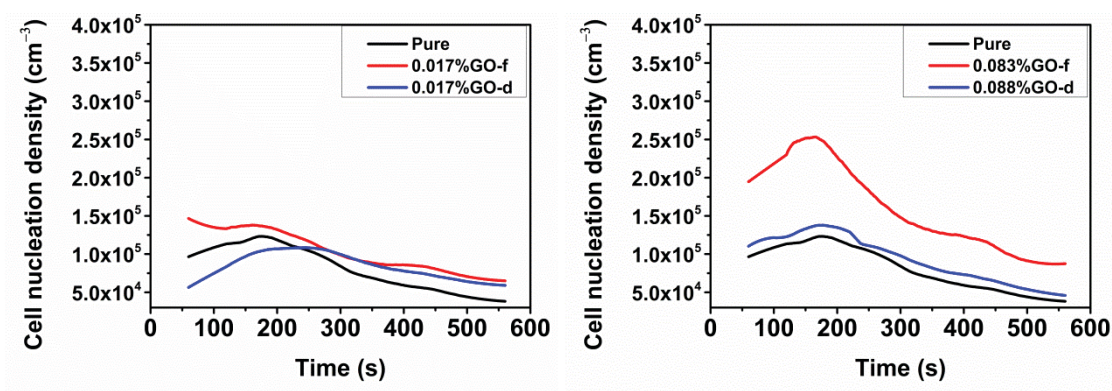 Cell nucleation density (cm⁻³)
4.0x10⁵
3.5x10⁵
3.0x10⁵
2.5x10⁵
2.0x10⁵
1.5x10⁵
1.0x10⁵
5.0x10⁴
Pure
0.017%GO-f
0.017%GO-d
0 100 200 300 400 500 600
Time (s)
Cell nucleation density (cm⁻³)
4.0x10⁵
3.5x10⁵
3.0x10⁵
2.5x10⁵
2.0x10⁵
1.5x10⁵
1.0x10⁵
5.0x10⁴
Pure
0.083%GO-f
0.088%GO-d
0 100 200 300 400 500 600
Time (s)